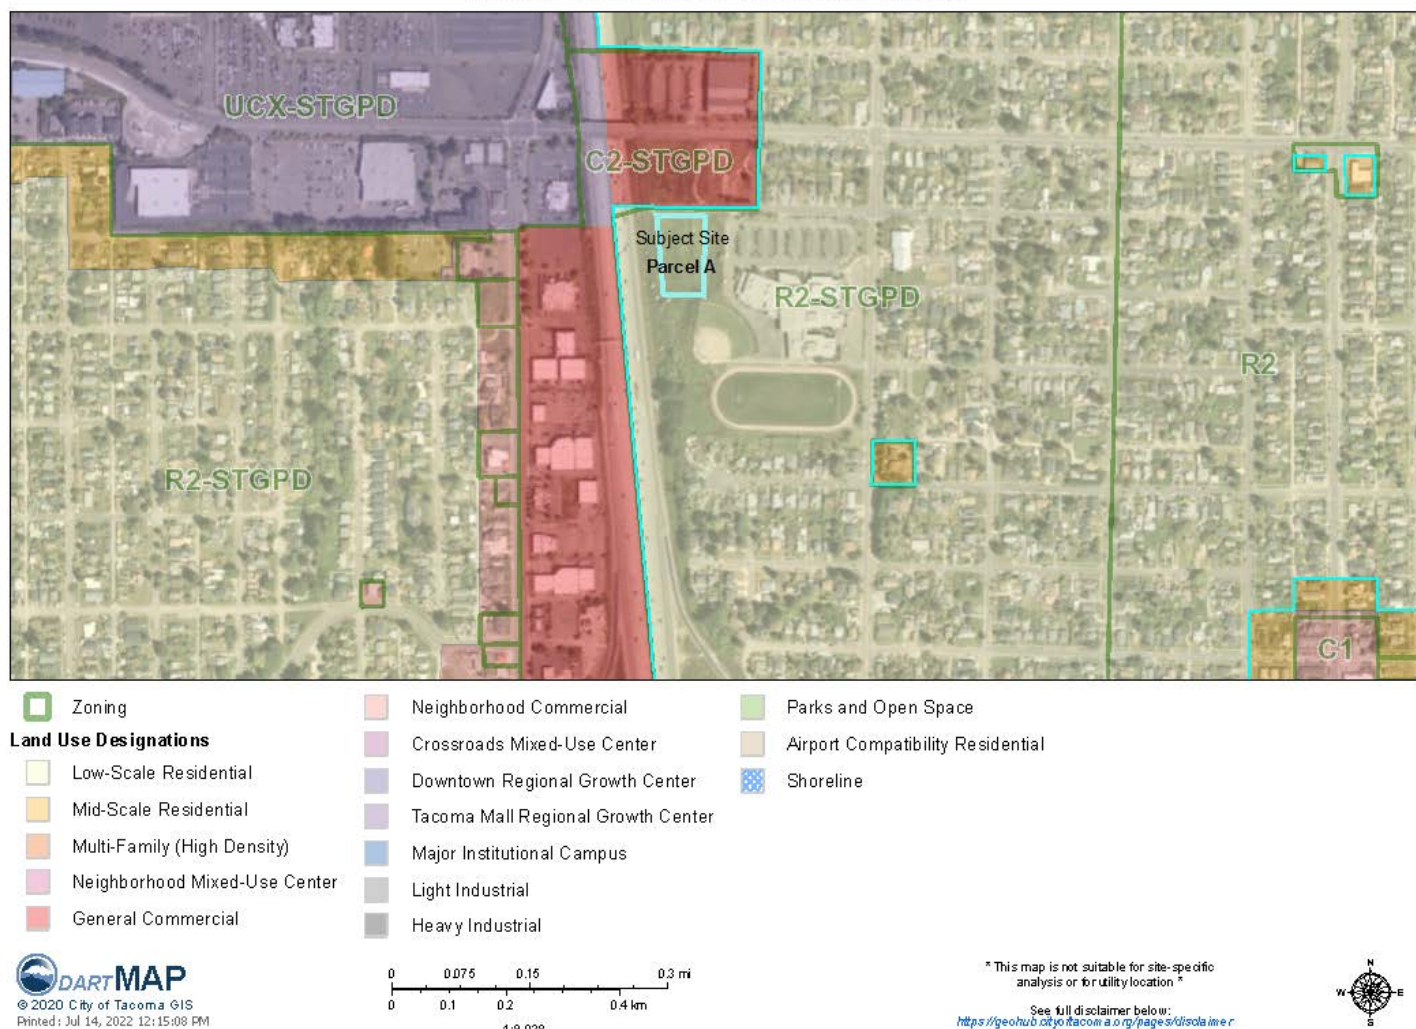 UCX-STGPD
C2-STGPD
Subject Site
Parcel A
R2-STGPD
R2
R2-STGPD
C1
Zoning
Land Use Designations
Low-Scale Residential
Mid-Scale Residential
Multi-Family (High Density)
Neighborhood Mixed-Use Center
General Commercial
Neighborhood Commercial
Crossroads Mixed-Use Center
Downtown Regional Growth Center
Tacoma Mall Regional Growth Center
Major Institutional Campus
Light Industrial
Heavy Industrial
Parks and Open Space
Airport Compatibility Residential
Shoreline
DARTMAP
© 2020 City of Tacoma GIS
Printed: Jul 14, 2022 12:15:08 PM
0 0.075 0.15 0.3 mi
0 0.1 0.2 0.4 km
* This map is not suitable for site-specific
analysis or for utility location *
See full disclaimer below:
https://geohub.cityoftacoma.org/pages/disclaimer
N
W E
S